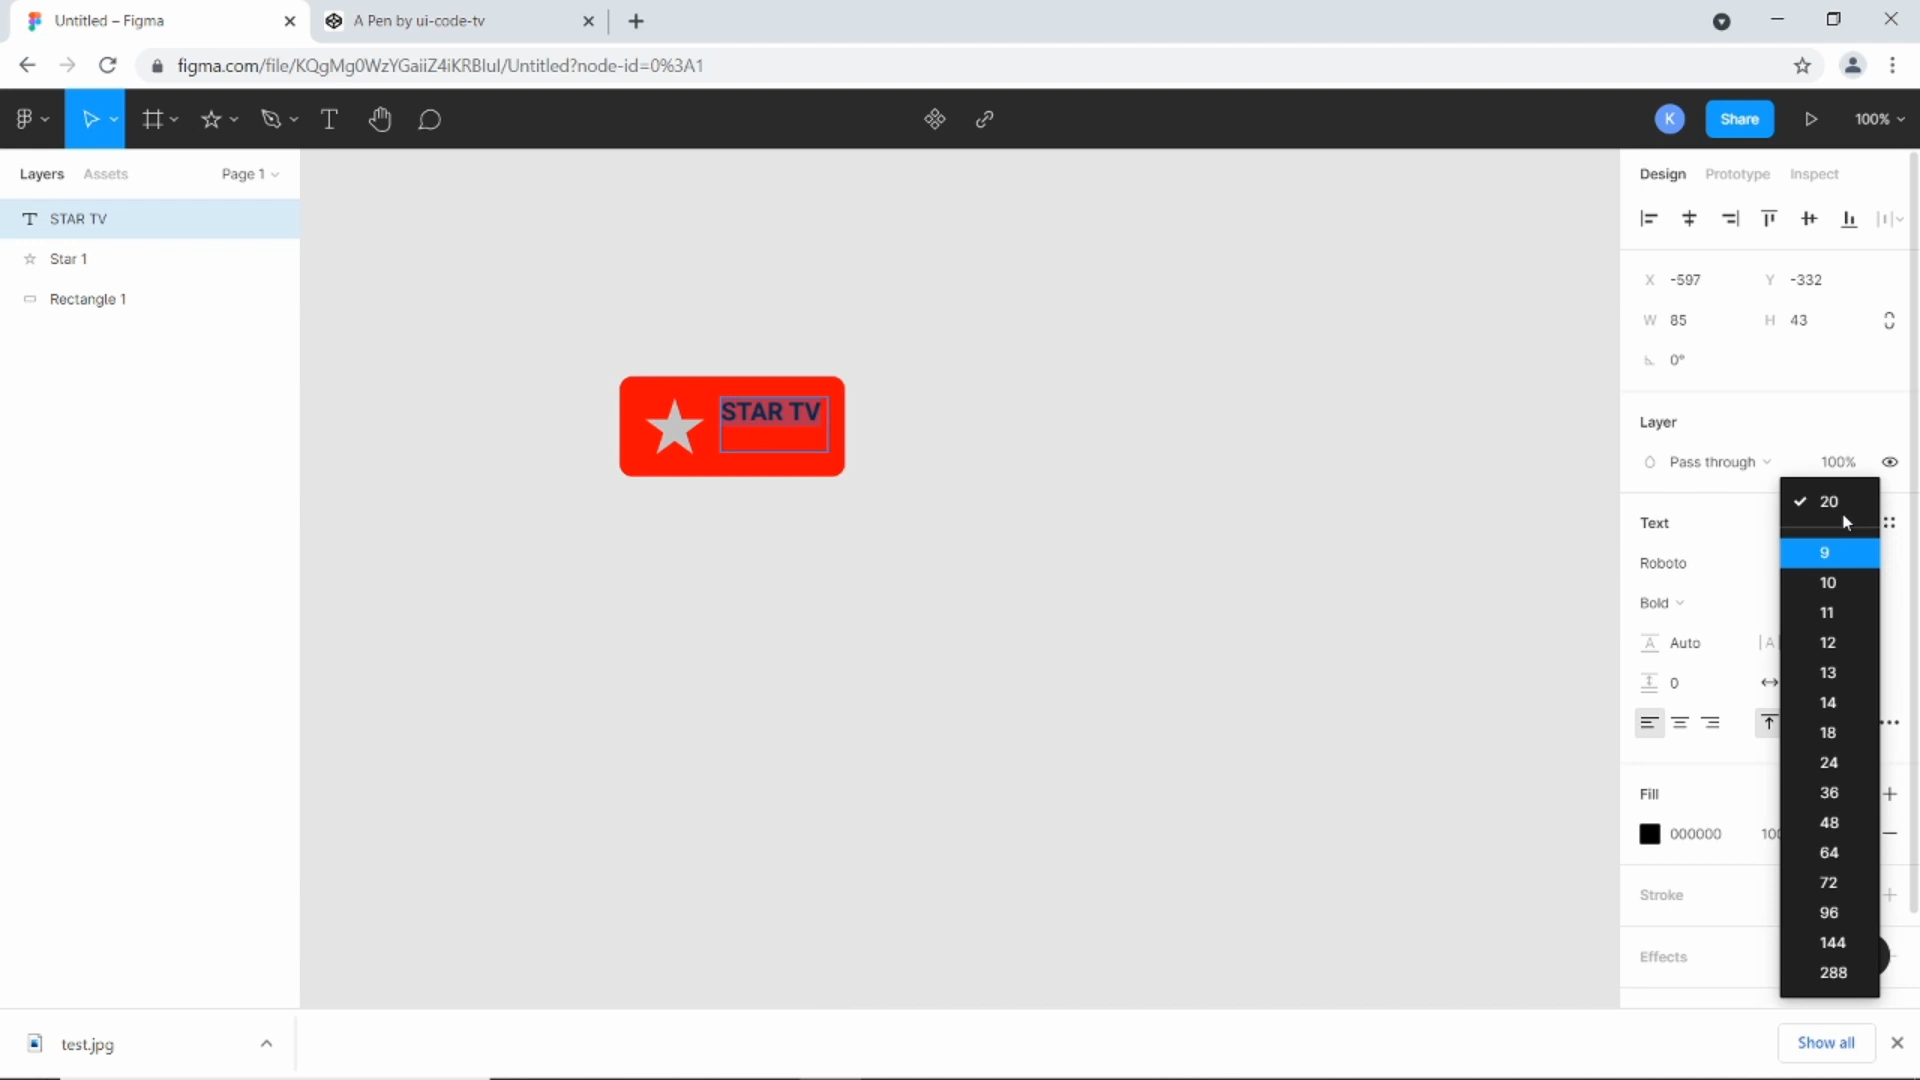 Untitled – Figma
A Pen by ui-code-tv
figma.com/file/KQgMg0WzYGaiiZ4iKRBIuI/Untitled?node-id=0%3A1
K
Share
100%
Layers
Assets
Page 1
Design
Prototype
Inspect
STAR TV
Star 1
Rectangle 1
X -597
Y -332
W 85
H 43
0°
STAR TV
Layer
Pass through
100%
Text
Roboto
Bold
Auto
0
Fill
000000
Stroke
Effects
20
9
10
11
12
13
14
18
24
36
48
64
72
96
144
288
test.jpg
Show all